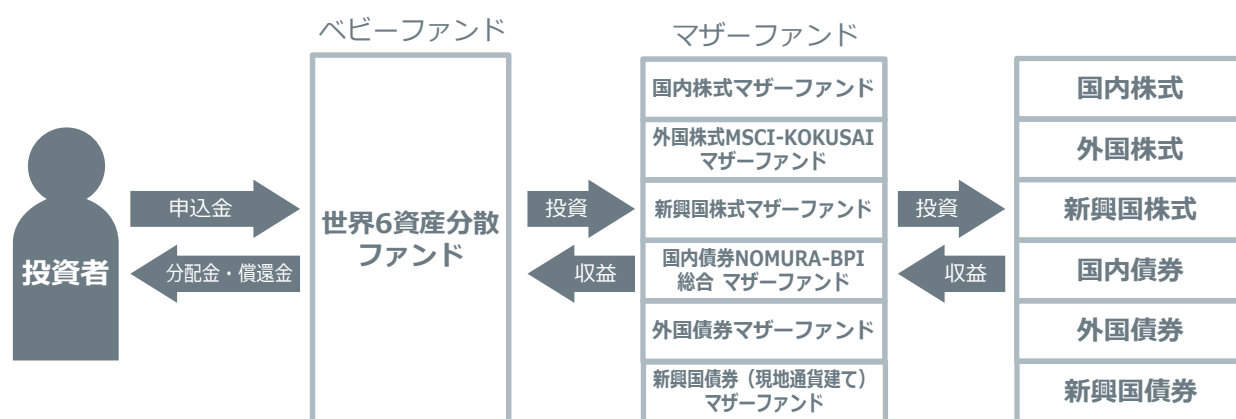 ベビーファンド
マザーファンド
投資者
申込金
分配金・償還金
世界6資産分散
ファンド
投資
収益
国内株式マザーファンド
外国株式MSCI-KOKUSAI
マザーファンド
新興国株式マザーファンド
国内債券NOMURA-BPI
総合 マザーファンド
外国債券マザーファンド
新興国債券（現地通貨建て）
マザーファンド
投資
収益
国内株式
外国株式
新興国株式
国内債券
外国債券
新興国債券